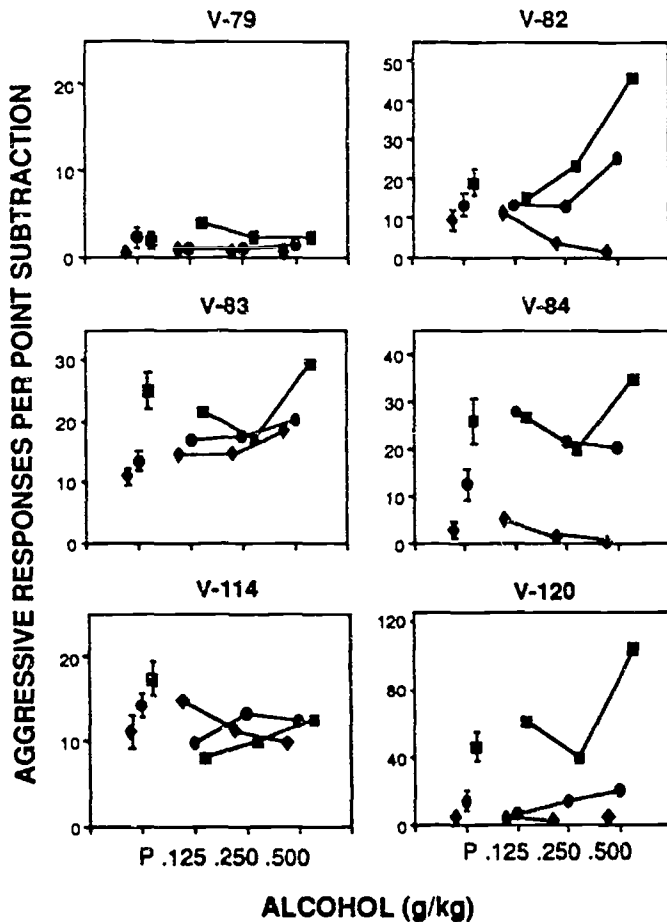 AGGRESSIVE RESPONSES PER POINT SUBTRACTION
V-79
20
10
0
V-82
50
40
30
20
10
0
V-83
30
20
10
0
V-84
40
30
20
10
0
V-114
20
10
0
P .125 .250 .500
V-120
120
80
40
0
P .125 .250 .500
ALCOHOL (g/kg)